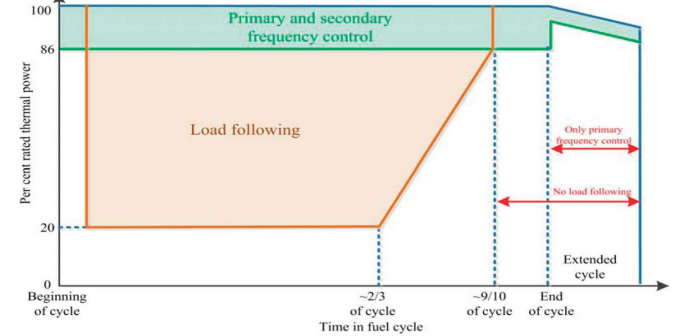 100
Primary and secondary
frequency control
86
Per cent rated thermal power
Load following
Only primary
frequency control
No load following
20
Extended
cycle
0
Beginning
of cycle
~2/3
of cycle
~9/10
of cycle
End
of cycle
Time in fuel cycle